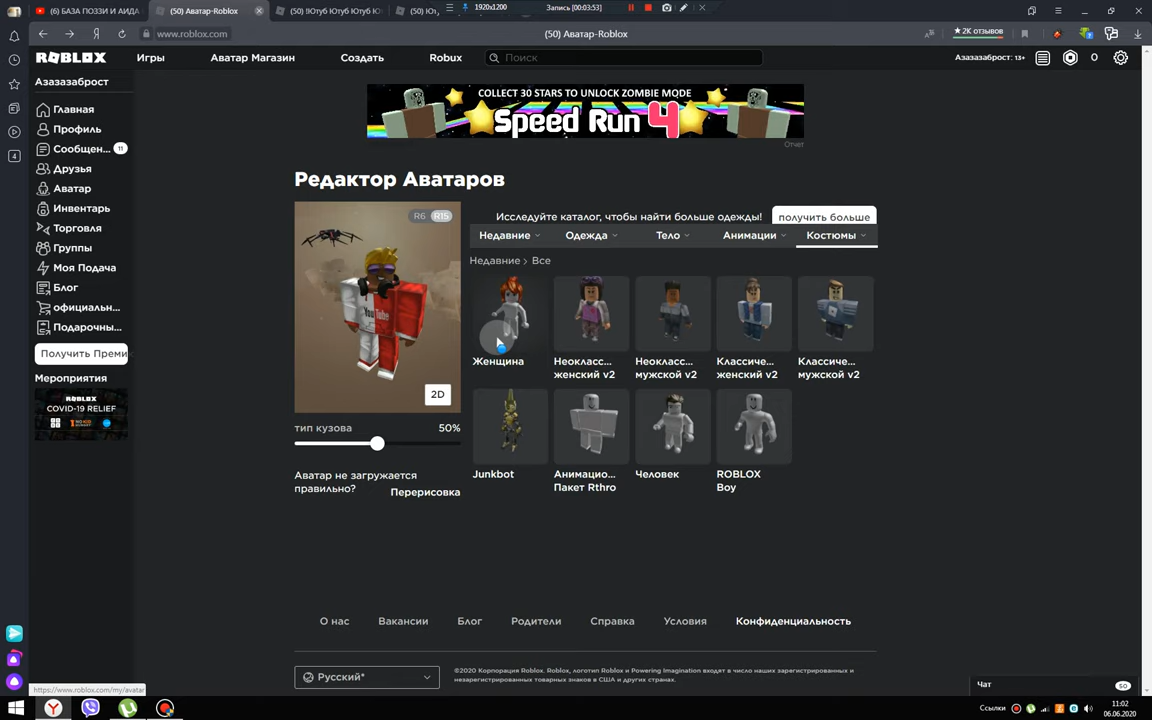 (6) БАЗА ПОЗЗИ И АИДА
(50) Аватар-Roblox
(50) !Ютуб Ютуб Ютуб Ю
(50) !Ют
1920x1200
Запись [00:03:53]
www.roblox.com
(50) Аватар-Roblox
★ 2K отзывов
ROBLOX
Игры
Аватар Магазин
Создать
Robux
Поиск
Азазазаброст: 13+
0
Азазазаброст
Главная
Профиль
Сообщен...
11
Друзья
Аватар
Инвентарь
Торговля
Группы
Моя Подача
Блог
официальн...
Подарочны...
Получить Преми
Мероприятия
ROBLOX
COVID-19 RELIEF
4
COLLECT 30 STARS TO UNLOCK ZOMBIE MODE
Speed Run 4
Отчет
Редактор Аватаров
R6 R15
YouTube
2D
тип кузова 50%
Аватар не загружается
правильно?
Перерисовка
Исследуйте каталог, чтобы найти больше одежды!
получить больше
Недавние
Одежда
Тело
Анимации
Костюмы
Недавние > Все
Женщина
Неокласс...
женский v2
Неокласс...
мужской v2
Классиче...
женский v2
Классиче...
мужской v2
Junkbot
Анимацио...
Пакет Rthro
Человек
ROBLOX
Boy
О нас
Вакансии
Блог
Родители
Справка
Условия
Конфиденциальность
Русский*
©2020 Корпорация Roblox. Roblox, логотип Roblox и Powering Imagination входят в число наших зарегистрированных и
незарегистрированных товарных знаков в США и других странах.
Чат
50
https://www.roblox.com/my/avatar
Ссылки
11:02
06.06.2020